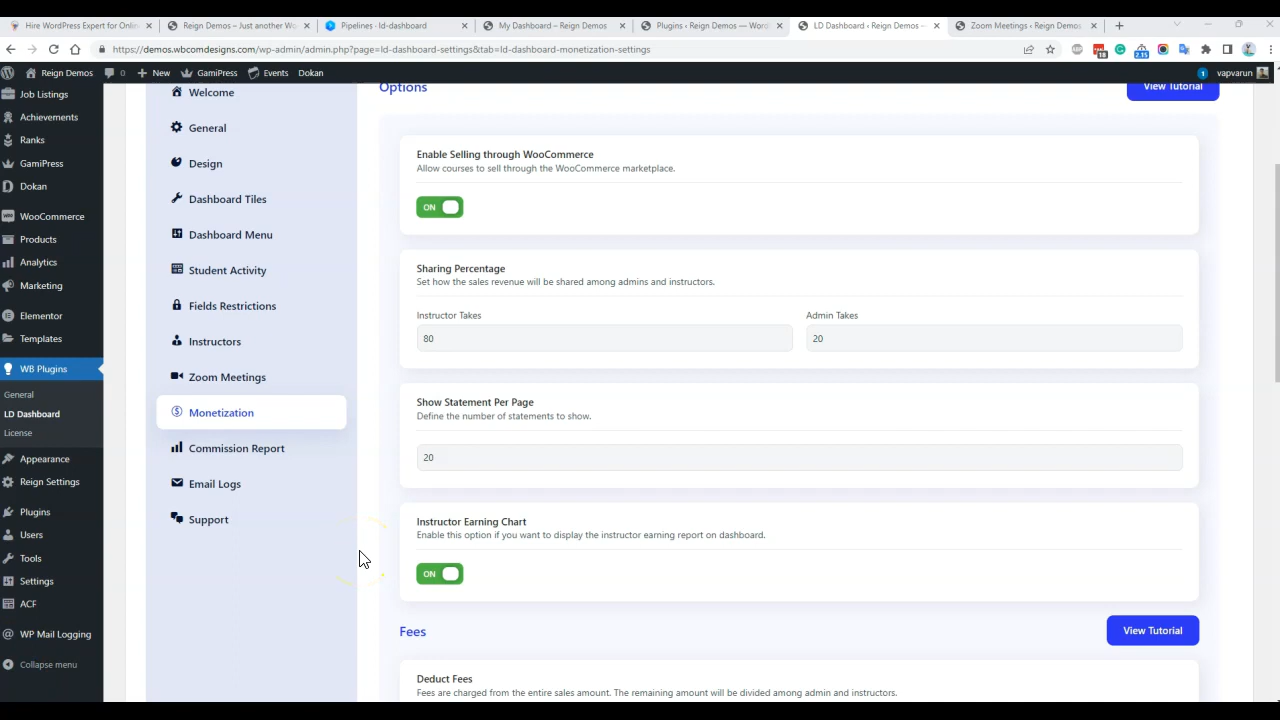 Hire WordPress Expert for Onlin
Reign Demos – Just another Wo
Pipelines - ld-dashboard
My Dashboard – Reign Demos
Plugins ‹ Reign Demos — Word
LD Dashboard › Reign Demos –
Zoom Meetings ‹ Reign Demos
https://demos.wbcomdesigns.com/wp-admin/admin.php?page=ld-dashboard-settings&tab=ld-dashboard-monetization-settings
18
2.15
Reign Demos
0
New
GamiPress
Events
Dokan
1
vapvarun
Job Listings
Achievements
Ranks
GamiPress
Dokan
WooCommerce
Products
Analytics
Marketing
Elementor
Templates
WB Plugins
General
LD Dashboard
License
Appearance
Reign Settings
Plugins
Users
Tools
Settings
ACF
WP Mail Logging
Collapse menu
Welcome
General
Design
Dashboard Tiles
Dashboard Menu
Student Activity
Fields Restrictions
Instructors
Zoom Meetings
Monetization
Commission Report
Email Logs
Support
Options
View Tutorial
Enable Selling through WooCommerce
Allow courses to sell through the WooCommerce marketplace.
ON
Sharing Percentage
Set how the sales revenue will be shared among admins and instructors.
Instructor Takes
Admin Takes
80
20
Show Statement Per Page
Define the number of statements to show.
20
Instructor Earning Chart
Enable this option if you want to display the instructor earning report on dashboard.
ON
Fees
View Tutorial
Deduct Fees
Fees are charged from the entire sales amount. The remaining amount will be divided among admin and instructors.